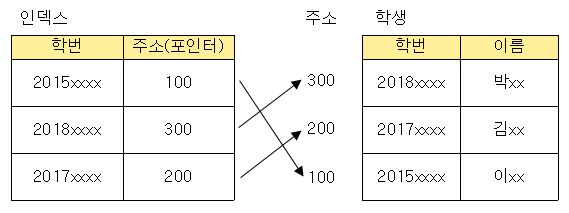 인덱스 주소 학생
학번 주소(포인터) 학번 이름
2015xxxx 100 300 2018xxxx 박xx
2018xxxx 300 200 2017xxxx 김xx
2017xxxx 200 100 2015xxxx 이xx